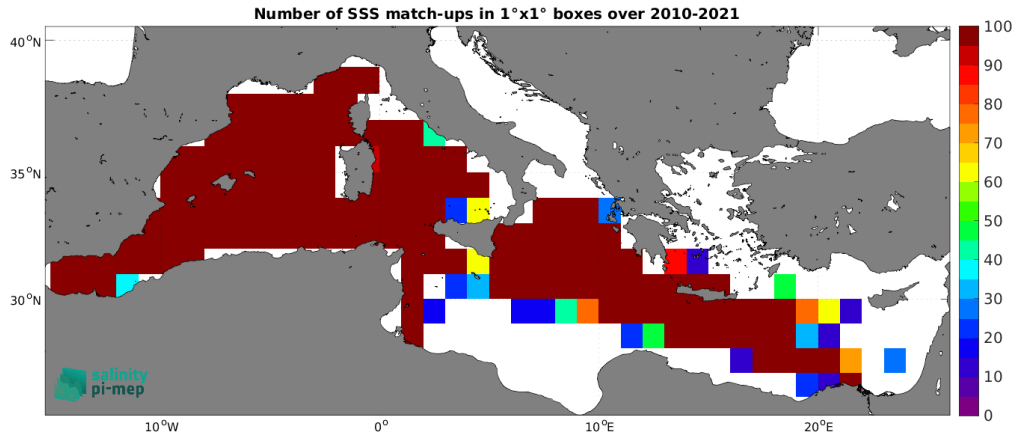 Number of SSS match-ups in 1°x1° boxes over 2010-2021
40°N
35°N
30°N
10°W
0°
10°E
20°E
100
90
80
70
60
50
40
30
20
10
0
salinity
pi-mep